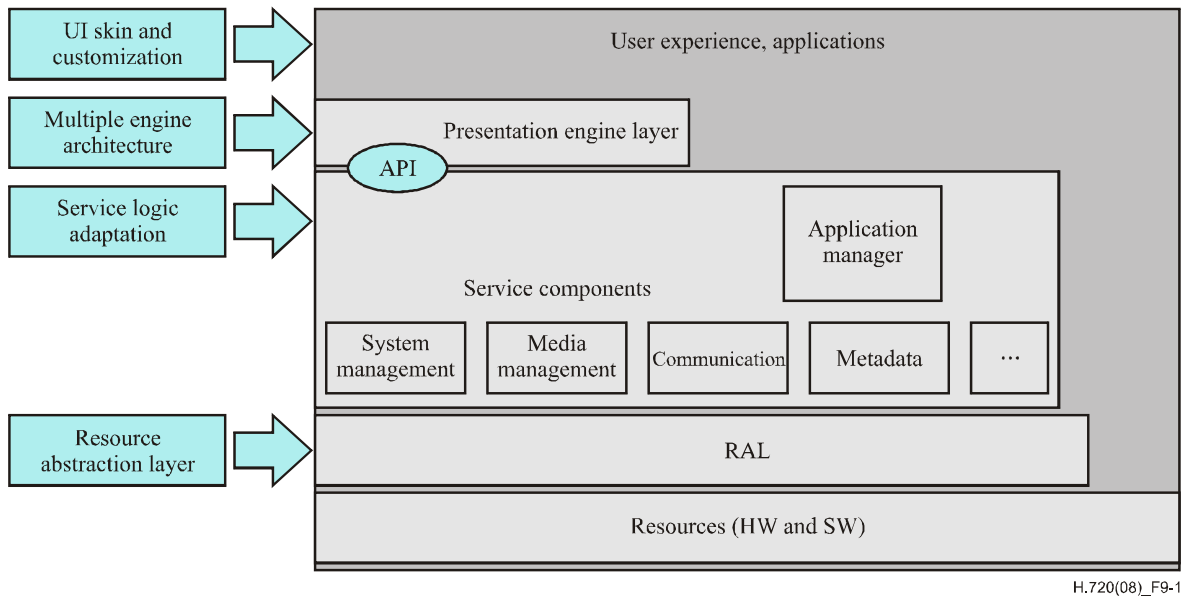 UI skin and
customization
User experience, applications
Multiple engine
architecture
Presentation engine layer
API
Service logic
adaptation
Application
manager
Service components
System
management
Media
management
Communication
Metadata
...
Resource
abstraction layer
RAL
Resources (HW and SW)
H.720(08)_F9-1